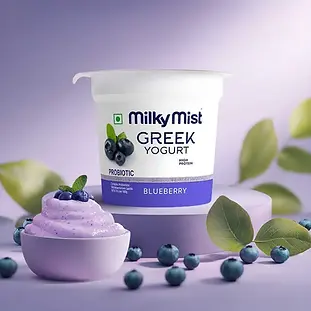 Milky Mist
GREEK
YOGURT
HIGH
PROTEIN
PROBIOTIC
BLUEBERRY